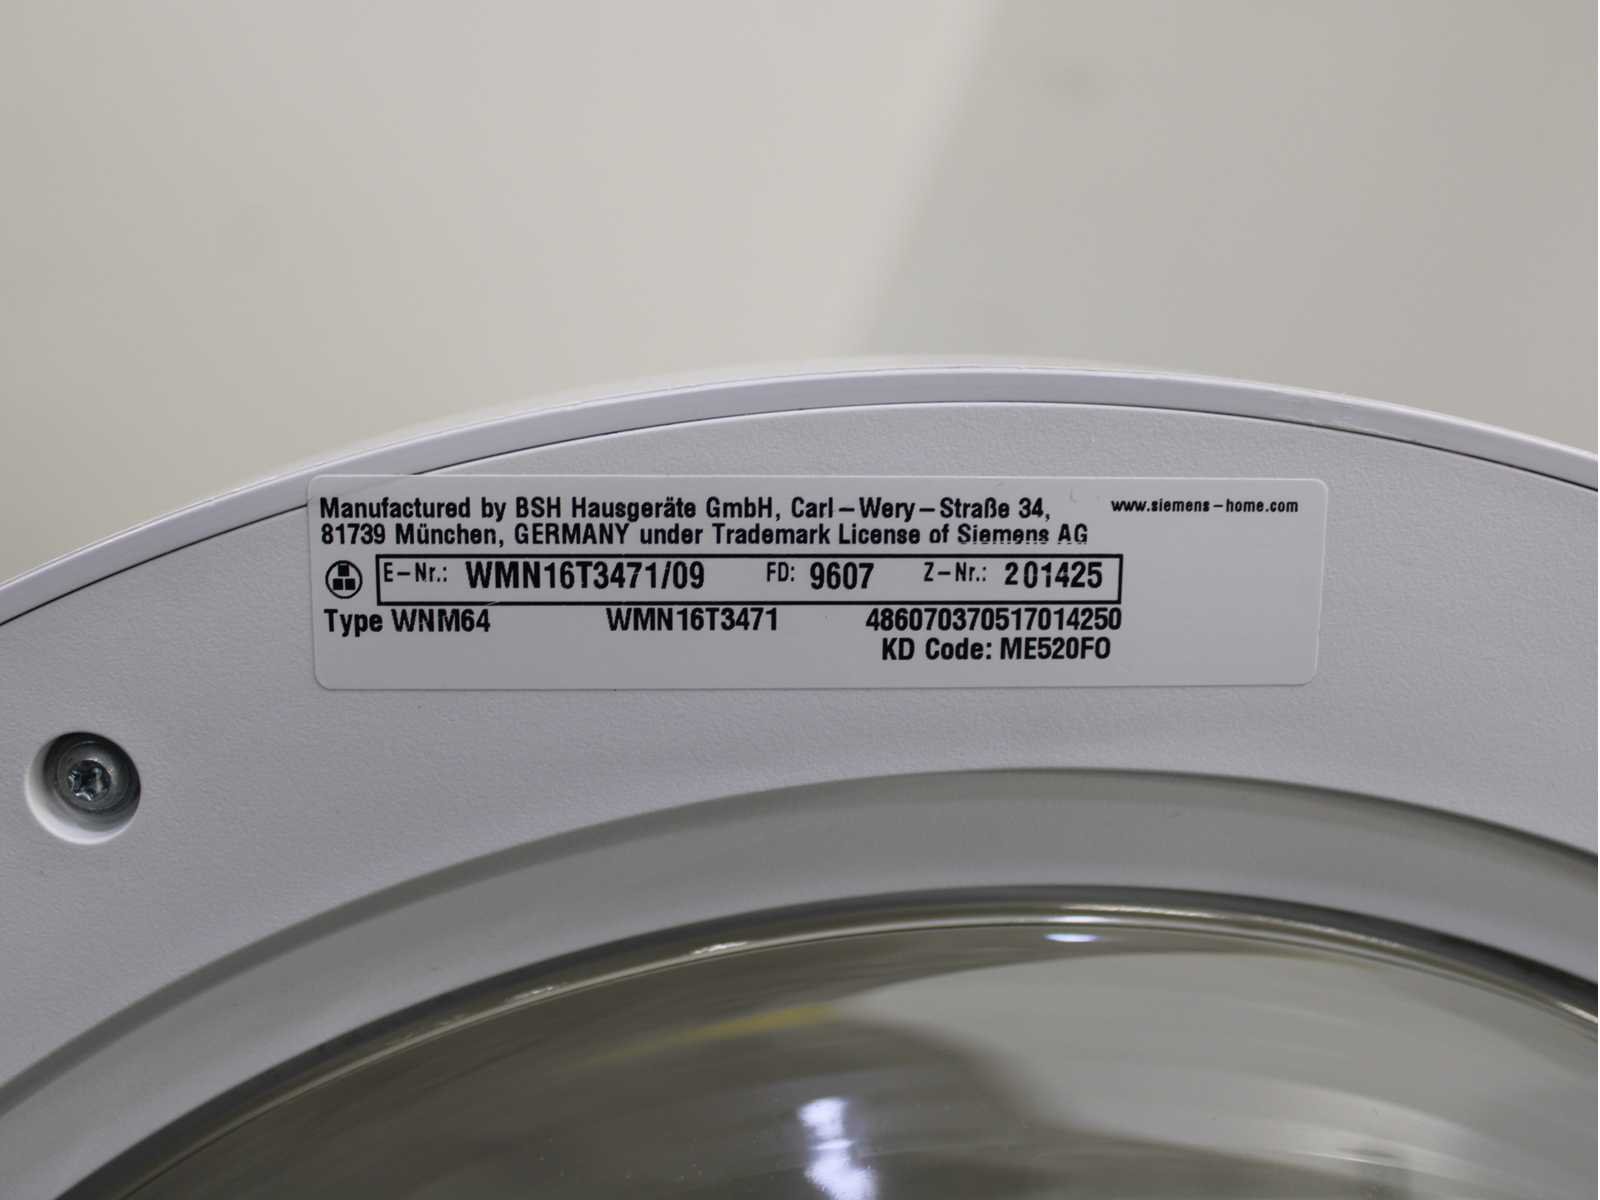 Manufactured by BSH Hausgeräte GmbH, Carl-Wery-Straße 34,
www.siemens-home.com
81739 München, GERMANY under Trademark License of Siemens AG
E-Nr.: WMN16T3471/09 FD: 9607 Z-Nr.: 201425
Type WNM64 WMN16T3471 486070370517014250
KD Code: ME520FO